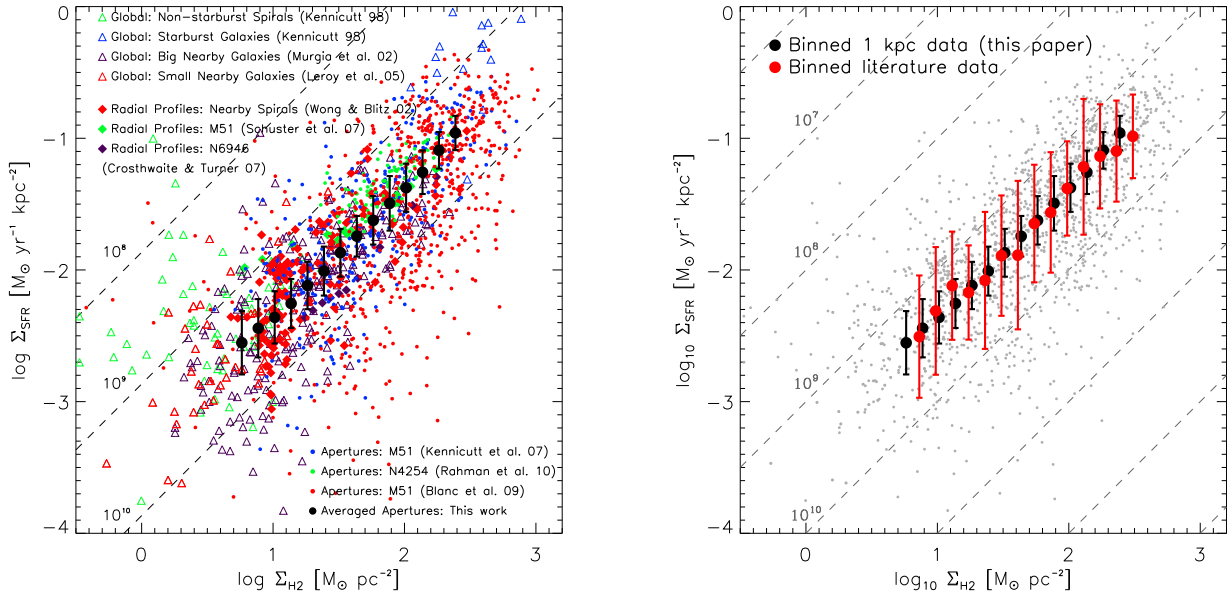 Global: Non-starburst Spirals (Kennicutt 98)
Global: Starburst Galaxies (Kennicutt 98)
Global: Big Nearby Galaxies (Murgia et al. 02)
Global: Small Nearby Galaxies (Leroy et al. 05)
Radial Profiles: Nearby Spirals (Wong & Blitz 02)
Radial Profiles: M51 (Schuster et al. 07)
Radial Profiles: N6946
(Crosthwaite & Turner 07)
10⁸
10⁹
10¹⁰
Apertures: M51 (Kennicutt et al. 07)
Apertures: N4254 (Rahman et al. 10)
Apertures: M51 (Blanc et al. 09)
Averaged Apertures: This work
0
−1
−2
−3
−4
0 1 2 3
log Σ_SFR [M⊙ yr⁻¹ kpc⁻²]
log Σ_H2 [M⊙ pc⁻²]
Binned 1 kpc data (this paper)
Binned literature data
10⁷
10⁸
10⁹
10¹⁰
0
−1
−2
−3
−4
0 1 2 3
log₁₀ Σ_SFR [M⊙ yr⁻¹ kpc⁻²]
log₁₀ Σ_H2 [M⊙ pc⁻²]